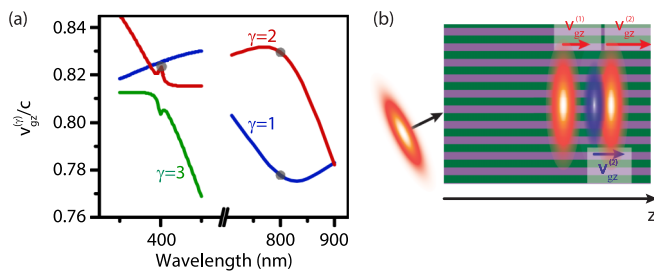 (a)
v_gz^(γ)/c
0.84
0.82
0.80
0.78
0.76
γ=2
γ=1
γ=3
400
800
900
Wavelength (nm)
(b)
v_gz^(1)
v_gz^(2)
v_gz^(2)
z